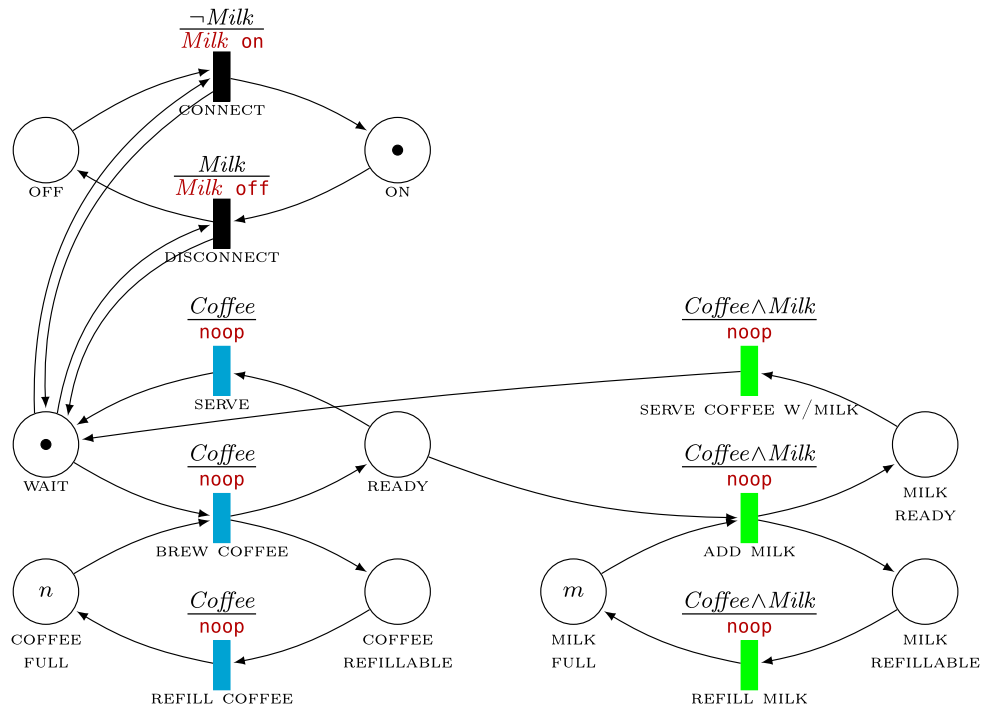 ¬Milk
Milk on
CONNECT
OFF
ON
Milk
Milk off
DISCONNECT
Coffee
noop
SERVE
Coffee∧Milk
noop
SERVE COFFEE W/MILK
WAIT
Coffee
noop
BREW COFFEE
READY
Coffee∧Milk
noop
ADD MILK
MILK
READY
n
COFFEE
FULL
Coffee
noop
REFILL COFFEE
COFFEE
REFILLABLE
m
MILK
FULL
Coffee∧Milk
noop
REFILL MILK
MILK
REFILLABLE